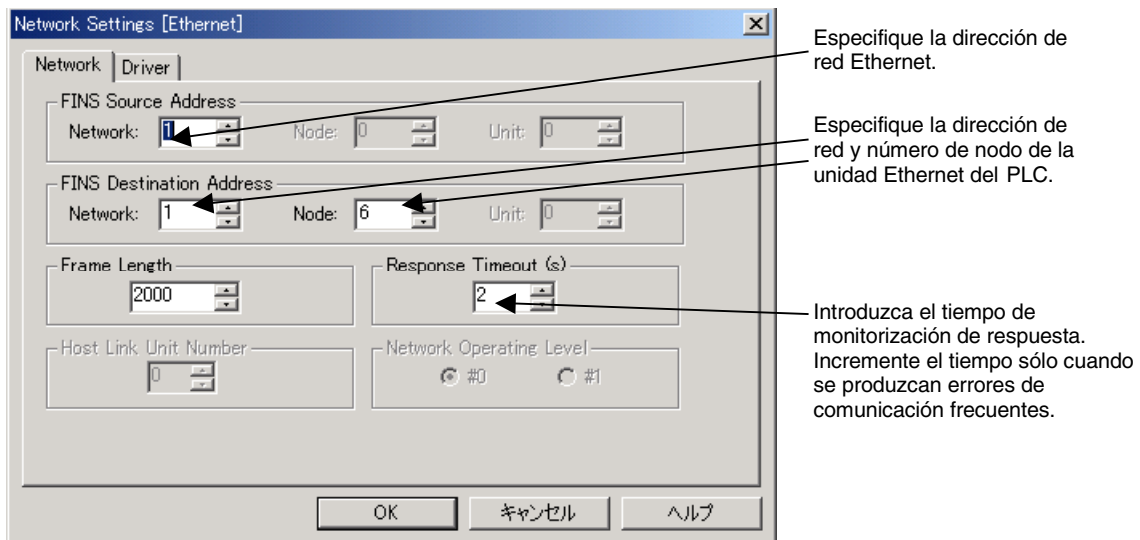 Network Settings [Ethernet]
Network
Driver
FINS Source Address
Network: 1 Node: 0 Unit: 0
FINS Destination Address
Network: 1 Node: 6 Unit: 0
Frame Length
2000
Response Timeout (s)
2
Host Link Unit Number
0
Network Operating Level
#0 #1
OK
キャンセル
ヘルプ
Especifique la dirección de
red Ethernet.
Especifique la dirección de
red y número de nodo de la
unidad Ethernet del PLC.
Introduzca el tiempo de
monitorización de respuesta.
Incremente el tiempo sólo cuando
se produzcan errores de
comunicación frecuentes.